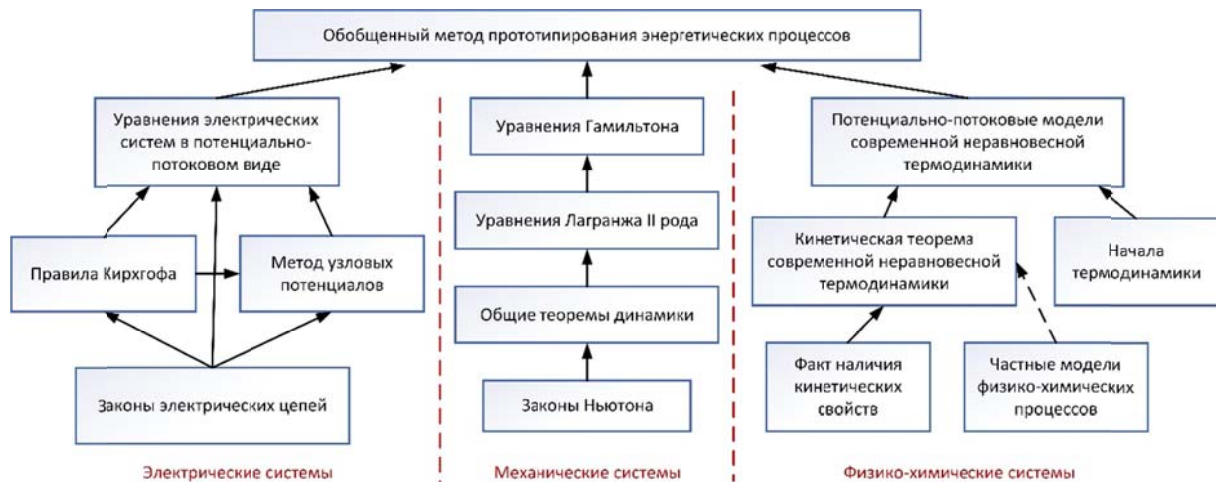 Обобщенный метод прототипирования энергетических процессов
Уравнения электрических
систем в потенциально-
потоковом виде
Правила Кирхгофа
Метод узловых
потенциалов
Законы электрических цепей
Электрические системы
Уравнения Гамильтона
Уравнения Лагранжа II рода
Общие теоремы динамики
Законы Ньютона
Механические системы
Потенциально-потоковые модели
современной неравновесной
термодинамики
Кинетическая теорема
современной неравновесной
термодинамики
Начала
термодинамики
Факт наличия
кинетических
свойств
Частные модели
физико-химических
процессов
Физико-химические системы